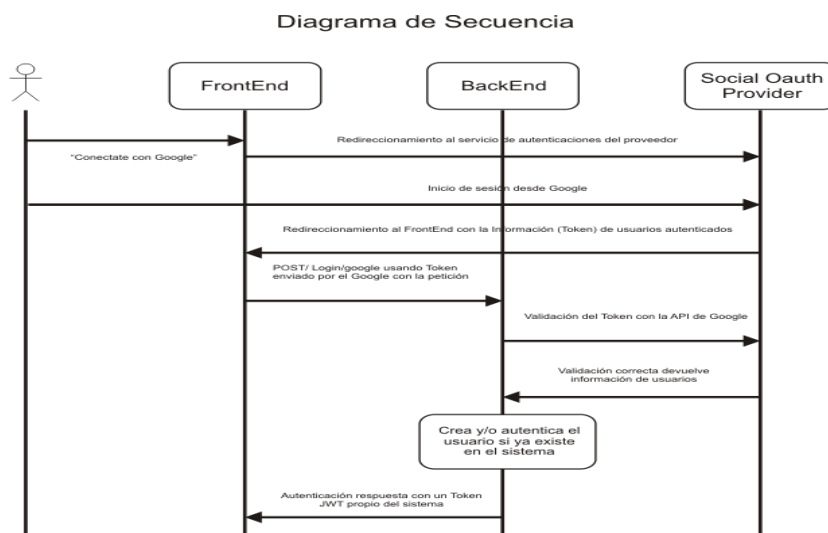 Diagrama de Secuencia
FrontEnd
BackEnd
Social Oauth
Provider
Redireccionamiento al servicio de autenticaciones del proveedor
"Conectate con Google"
Inicio de sesión desde Google
Redireccionamiento al FrontEnd con la Información (Token) de usuarios autenticados
POST/ Login/google usando Token
enviado por el Google con la petición
Validación del Token con la API de Google
Validación correcta devuelve
información de usuarios
Crea y/o autentica el
usuario si ya existe
en el sistema
Autenticación respuesta con un Token
JWT propio del sistema